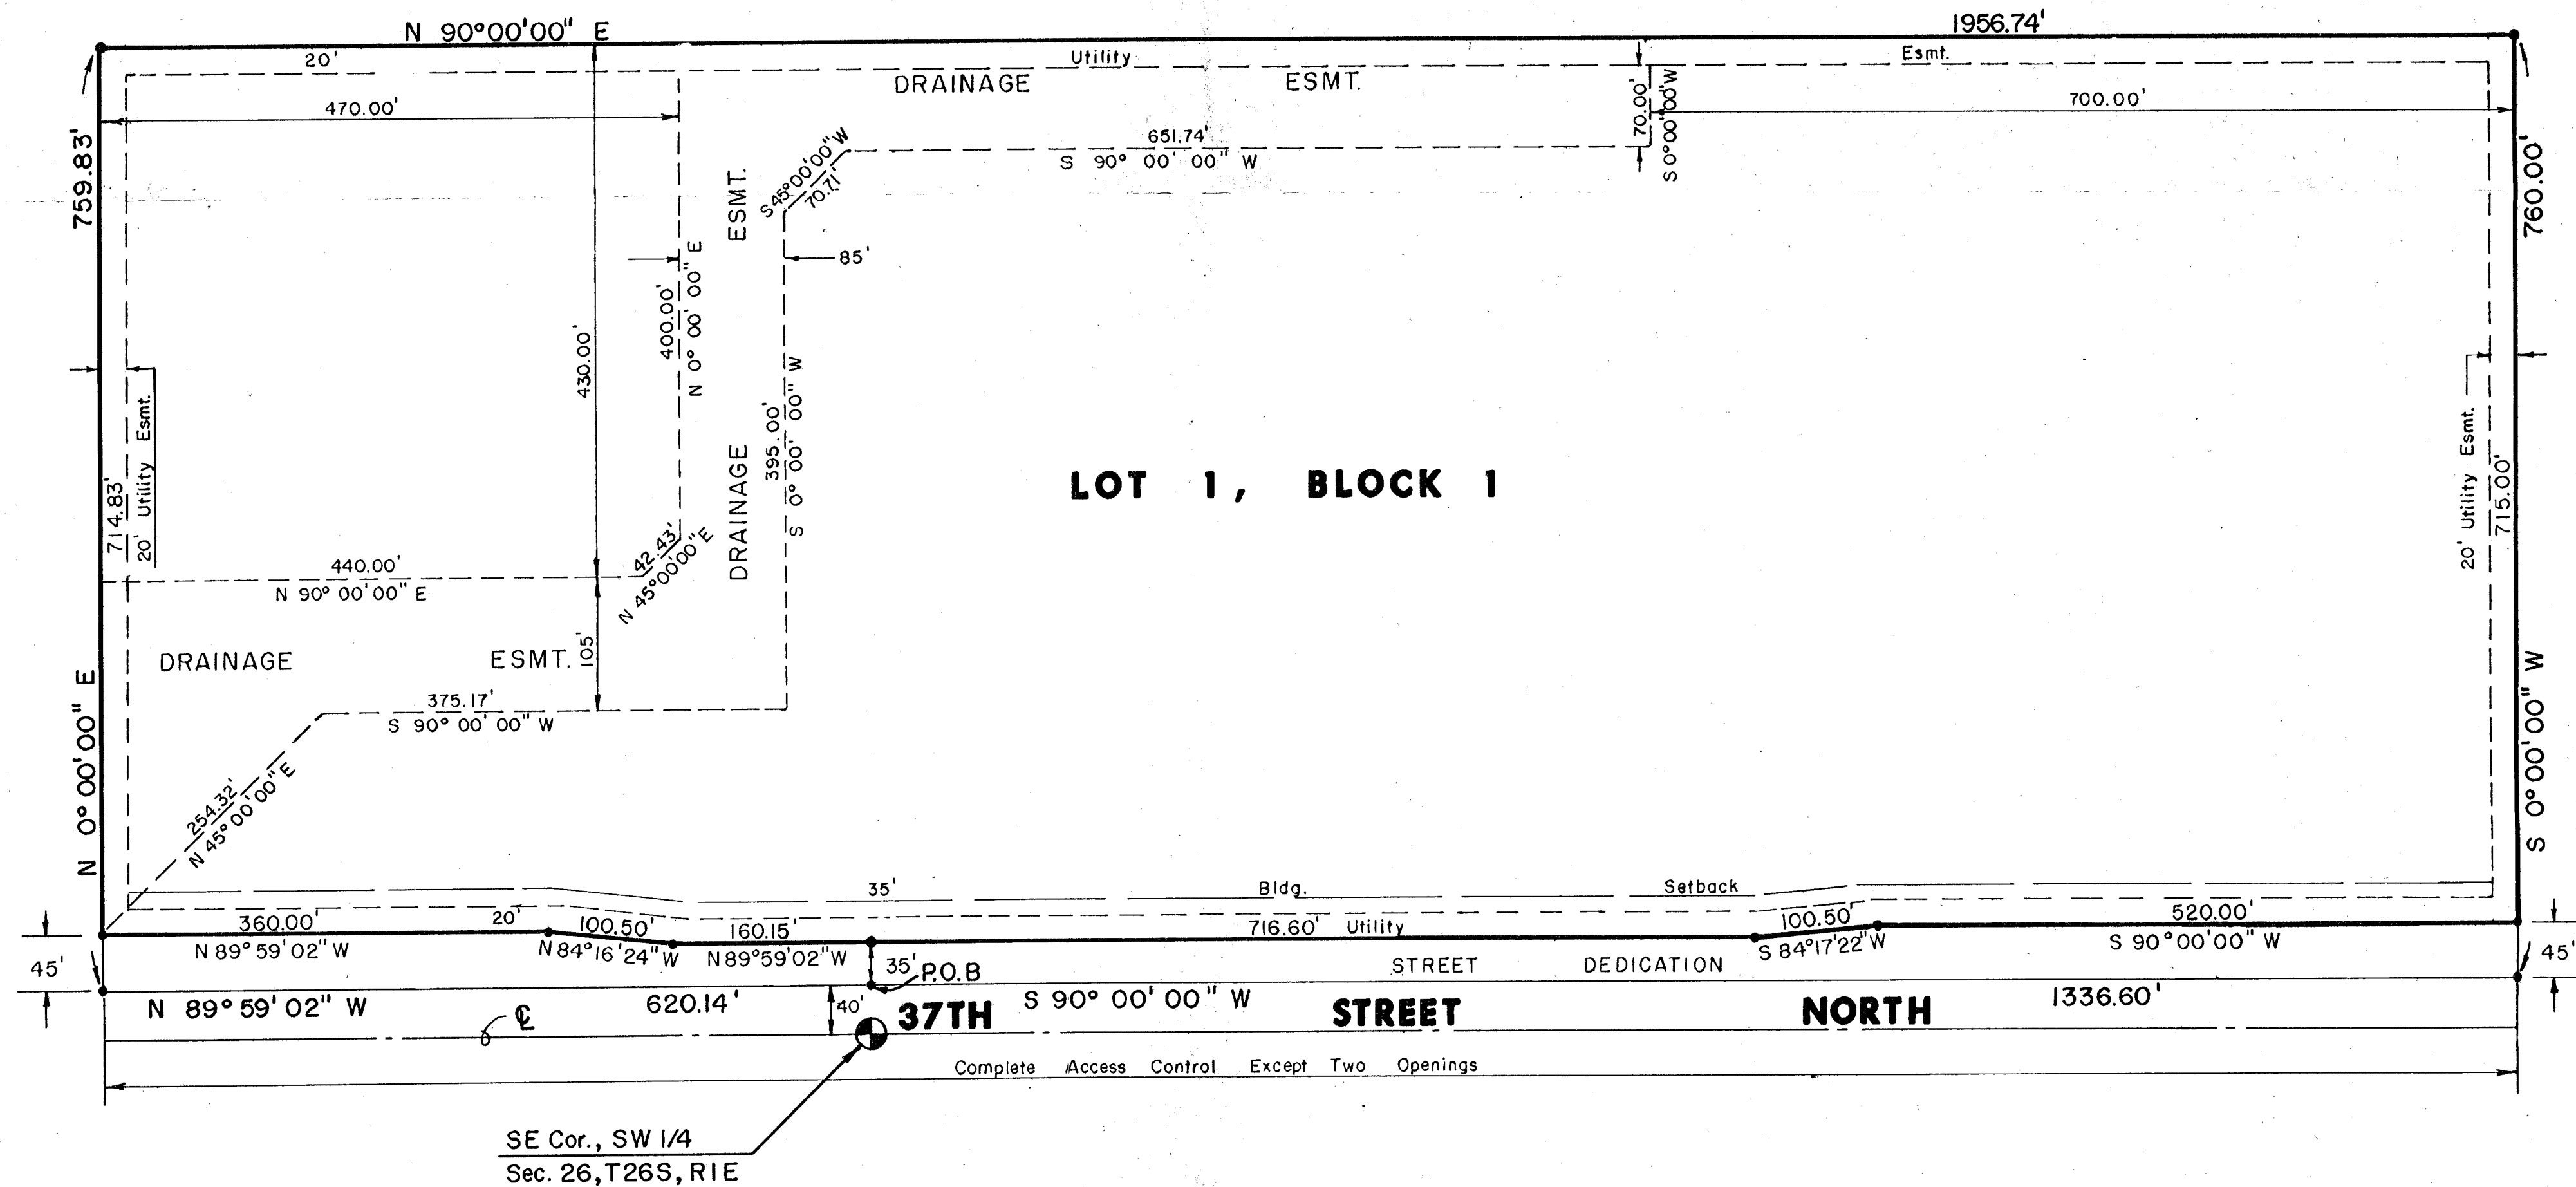 N 90°00'00" E
1956.74'
20'
Utility
Esmt.
DRAINAGE ESMT.
470.00'
70.00'
S 0°00'00" W
700.00'
651.74'
S 90° 00' 00" W
S 45°00'00" W
70.71'
759.83'
760.00'
ESMT.
DRAINAGE
85'
400.00'
N 0° 00' 00" E
430.00'
395.00'
S 0° 00' 00" W
LOT 1, BLOCK 1
714.83'
20' Utility Esmt.
20' Utility Esmt.
715.00'
42.43'
N 45°00'00" E
440.00'
N 90° 00' 00" E
105'
DRAINAGE ESMT.
375.17'
S 90° 00' 00" W
N 0°00'00" E
S 0°00'00" W
254.32'
N 45°00'00" E
35' Bldg. Setback
360.00'
20'
100.50'
160.15'
716.60' Utility
100.50'
520.00'
N 89°59'02" W
N 84°16'24" W
N 89°59'02" W
S 84°17'22" W
S 90°00'00" W
45'
35'
P.O.B
STREET DEDICATION
45'
N 89°59'02" W
620.14'
40'
S 90° 00' 00" W
1336.60'
37TH STREET NORTH
℄
Complete Access Control Except Two Openings
SE Cor., SW 1/4
Sec. 26, T26S, R1E